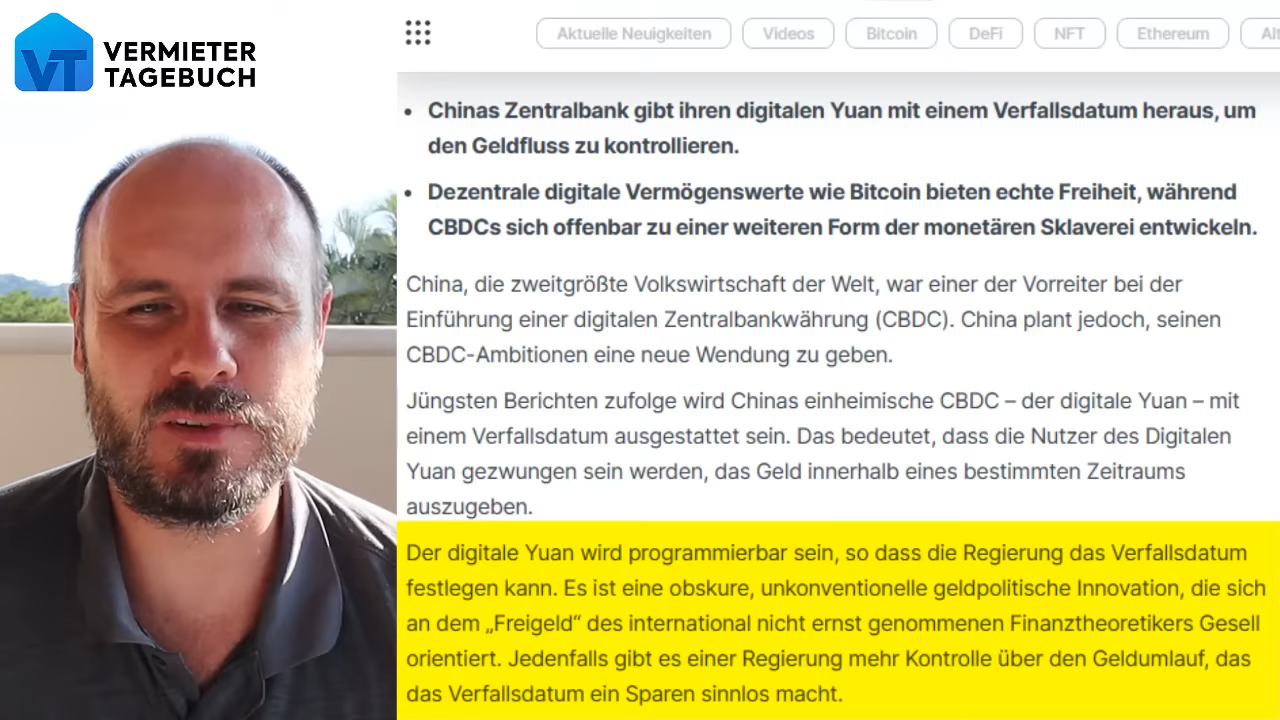 VT VERMIETER
TAGEBUCH
Aktuelle Neuigkeiten Videos Bitcoin DeFi NFT Ethereum
• Chinas Zentralbank gibt ihren digitalen Yuan mit einem Verfallsdatum heraus, um
den Geldfluss zu kontrollieren.
• Dezentrale digitale Vermögenswerte wie Bitcoin bieten echte Freiheit, während
CBDCs sich offenbar zu einer weiteren Form der monetären Sklaverei entwickeln.
China, die zweitgrößte Volkswirtschaft der Welt, war einer der Vorreiter bei der
Einführung einer digitalen Zentralbankwährung (CBDC). China plant jedoch, seinen
CBDC-Ambitionen eine neue Wendung zu geben.
Jüngsten Berichten zufolge wird Chinas einheimische CBDC – der digitale Yuan – mit
einem Verfallsdatum ausgestattet sein. Das bedeutet, dass die Nutzer des Digitalen
Yuan gezwungen sein werden, das Geld innerhalb eines bestimmten Zeitraums
auszugeben.
Der digitale Yuan wird programmierbar sein, so dass die Regierung das Verfallsdatum
festlegen kann. Es ist eine obskure, unkonventionelle geldpolitische Innovation, die sich
an dem „Freigeld“ des international nicht ernst genommenen Finanztheoretikers Gesell
orientiert. Jedenfalls gibt es einer Regierung mehr Kontrolle über den Geldumlauf, das
das Verfallsdatum ein Sparen sinnlos macht.